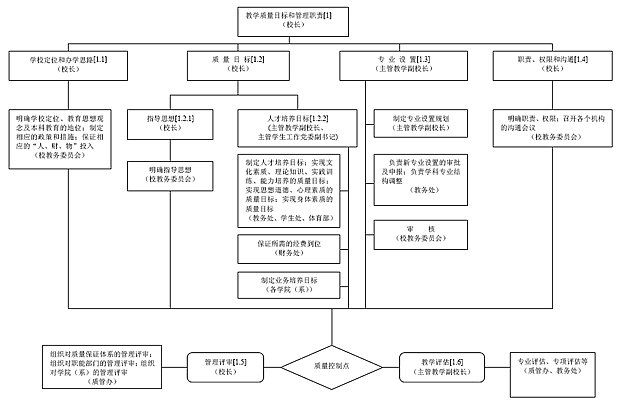 教学质量目标和管理职责[1]
(校长)
学校定位和办学思路[1.1]
(校长)
质 量 目 标[1.2]
(校长)
专 业 设 置[1.3]
(主管教学副校长)
职责、权限和沟通[1.4]
(校长)
明确学校定位、教育思想观
念及本科教育的地位；制定
相应的政策和措施；保证相
应的“人、财、物”投入
(校教务委员会)
指导思想[1.2.1]
(校长)
人才培养目标[1.2.2]
(主管教学副校长、
主管学生工作党委副书记)
制定专业设置规划
(主管教学副校长)
明确职责、权限；召开各个机构
的沟通会议
(校教务委员会)
明确指导思想
(校教务委员会)
制定人才培养目标；实现文
化素质、理论知识、实践训
练、能力培养的质量目标；
实现思想道德、心理素质的
质量目标；实现身体素质的
质量目标
(教务处、学生处、体育部)
负责新专业设置的审批
及申报；负责学科专业结
构调整
(教务处)
保证所需的经费到位
(财务处)
审 核
(校教务委员会)
制定业务培养目标
(各学院（系）)
组织对质量保证体系的管理评审；
组织对职能部门的管理评审；组织
对学院（系）的管理评审
(质管办)
管理评审[1.5]
(校长)
质量控制点
教学评估[1.6]
(主管教学副校长)
专业评估、专项评估等
(质管办、教务处)